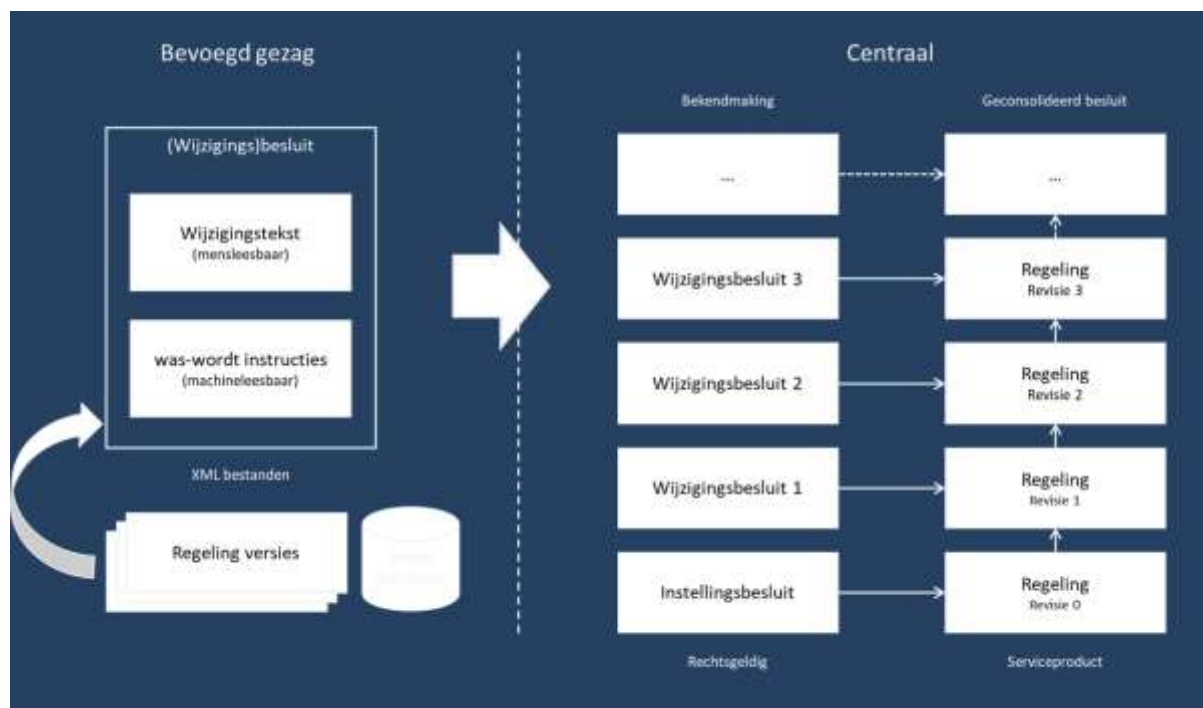 Bevoegd gezag
(Wijzigings)besluit
Wijzigingstekst
(mensleesbaar)
was-wordt instructies
(machineleesbaar)
XML bestanden
Regeling versies
Centraal
Bekendmaking
Geconsolideerd besluit
...
...
Wijzigingsbesluit 3
Regeling
Revisie 3
Wijzigingsbesluit 2
Regeling
Revisie 2
Wijzigingsbesluit 1
Regeling
Revisie 1
Instellingsbesluit
Regeling
Revisie 0
Rechtsgeldig
Serviceproduct